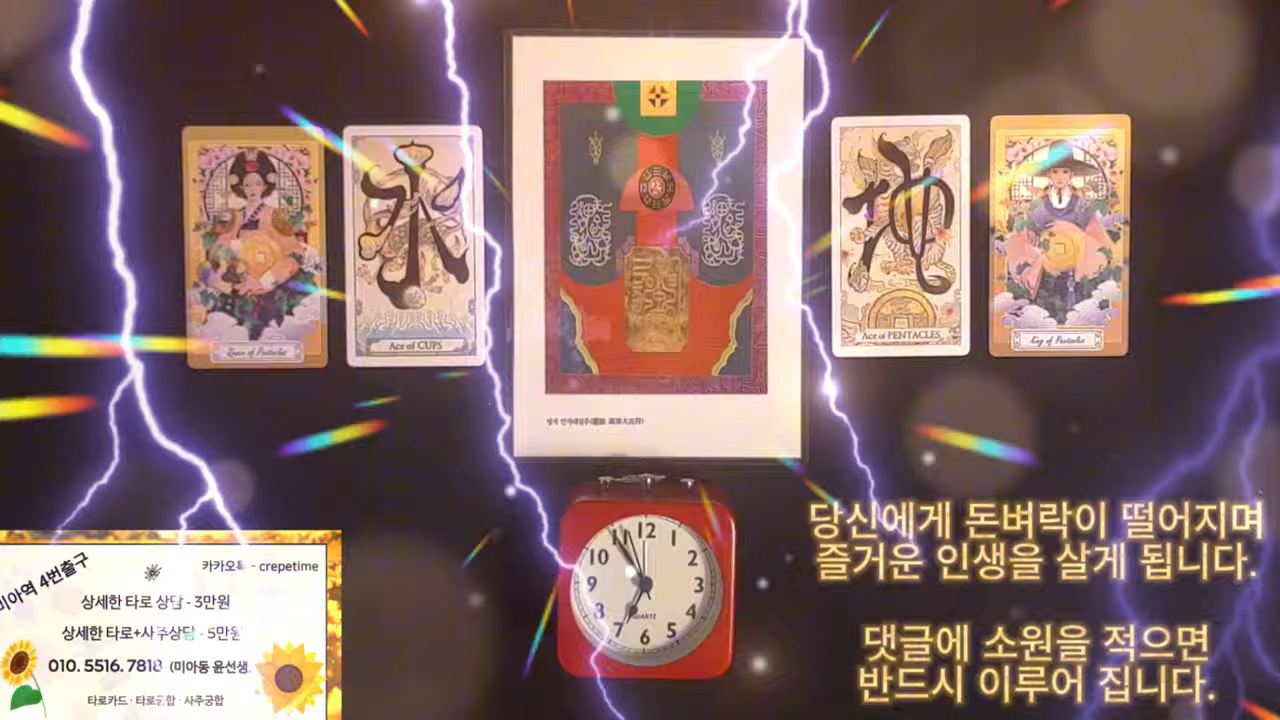 水
地
Queen of Pentacles
Ace of CUPS
Ace of PENTACLES
King of Pentacles
12
1
2
3
4
5
6
7
8
9
10
11
QUARTZ
당신에게 돈벼락이 떨어지며
즐거운 인생을 살게 됩니다.
댓글에 소원을 적으면
반드시 이루어 집니다.
미아역 4번출구
카카오톡 - crepetime
상세한 타로 상담 - 3만원
상세한 타로+사주상담 - 5만원
010. 5516. 7818 (미아동 윤선생
타로카드 · 타로궁합 · 사주궁합